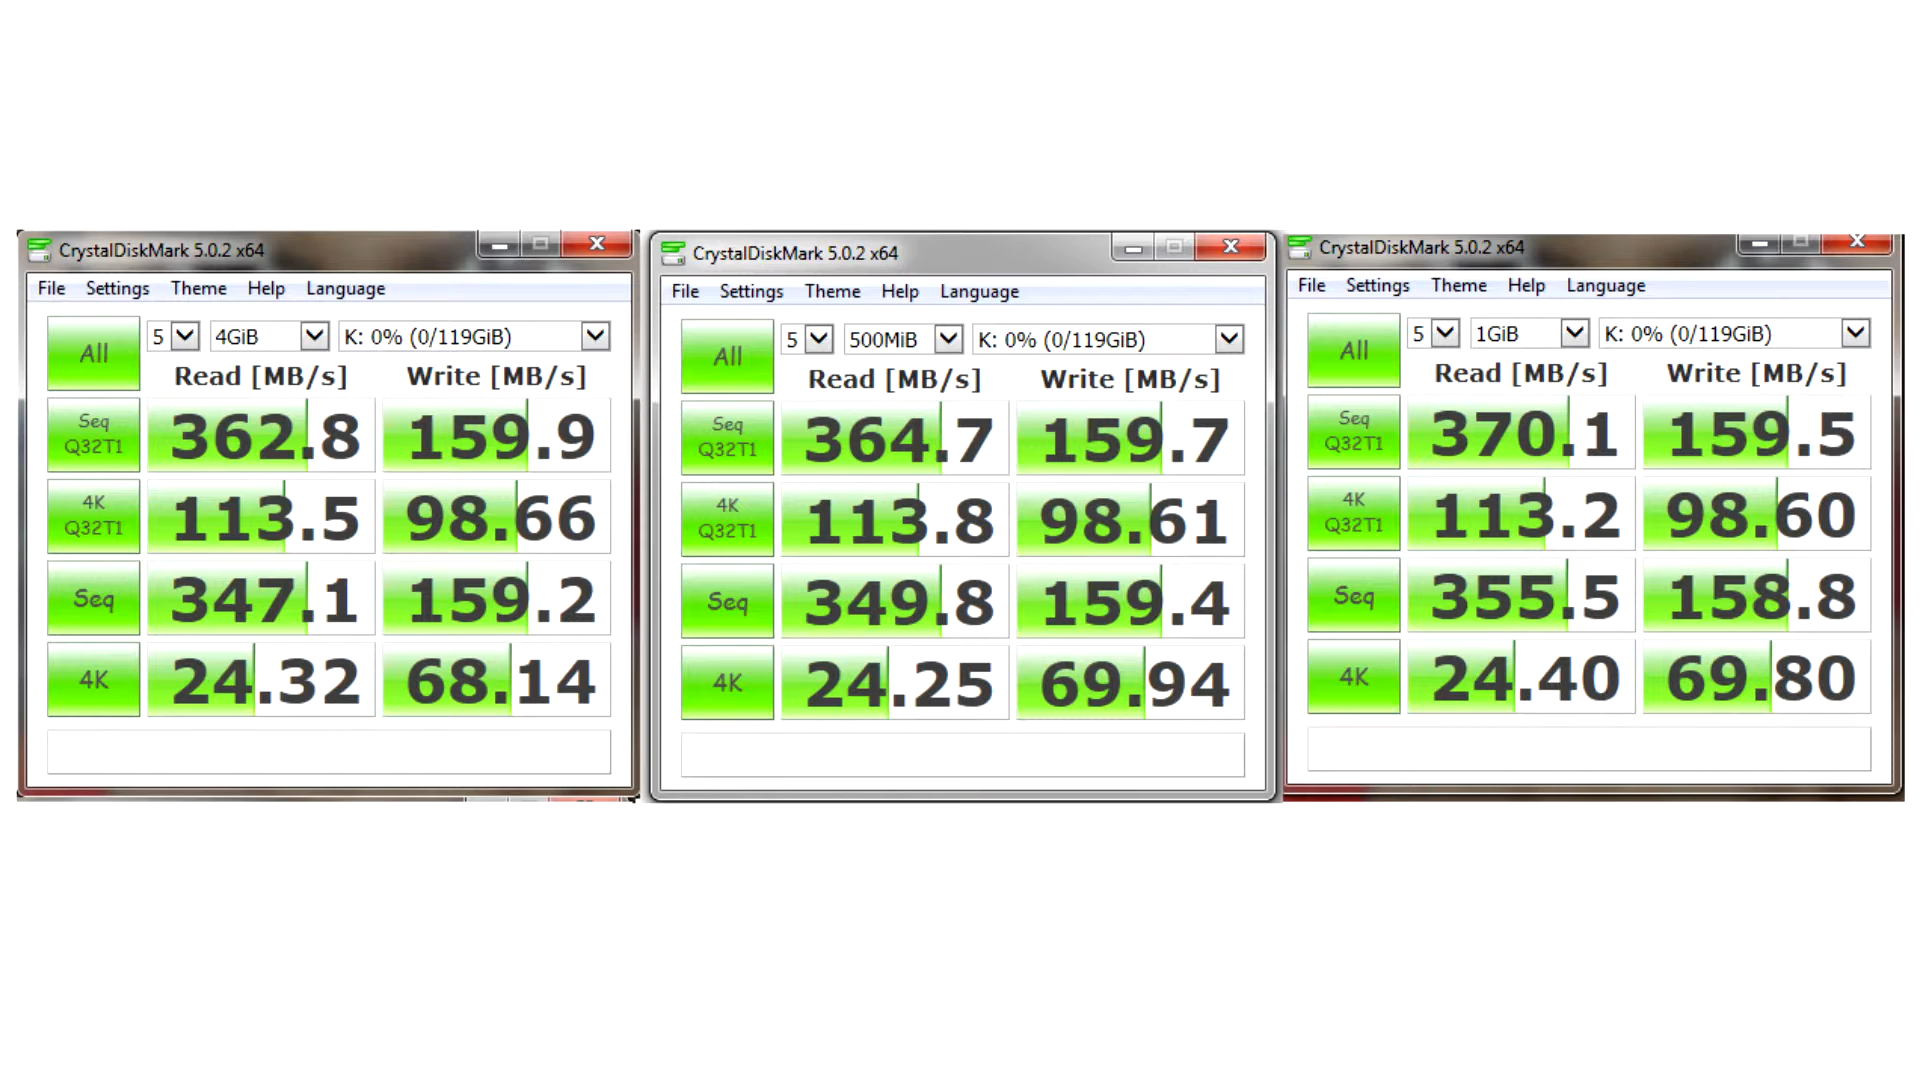 CrystalDiskMark 5.0.2 x64
File Settings Theme Help Language
All 5 4GiB K: 0% (0/119GiB)
Read [MB/s] Write [MB/s]
Seq
Q32T1 362.8 159.9
4K
Q32T1 113.5 98.66
Seq 347.1 159.2
4K 24.32 68.14
CrystalDiskMark 5.0.2 x64
File Settings Theme Help Language
All 5 500MiB K: 0% (0/119GiB)
Read [MB/s] Write [MB/s]
Seq
Q32T1 364.7 159.7
4K
Q32T1 113.8 98.61
Seq 349.8 159.4
4K 24.25 69.94
CrystalDiskMark 5.0.2 x64
File Settings Theme Help Language
All 5 1GiB K: 0% (0/119GiB)
Read [MB/s] Write [MB/s]
Seq
Q32T1 370.1 159.5
4K
Q32T1 113.2 98.60
Seq 355.5 158.8
4K 24.40 69.80